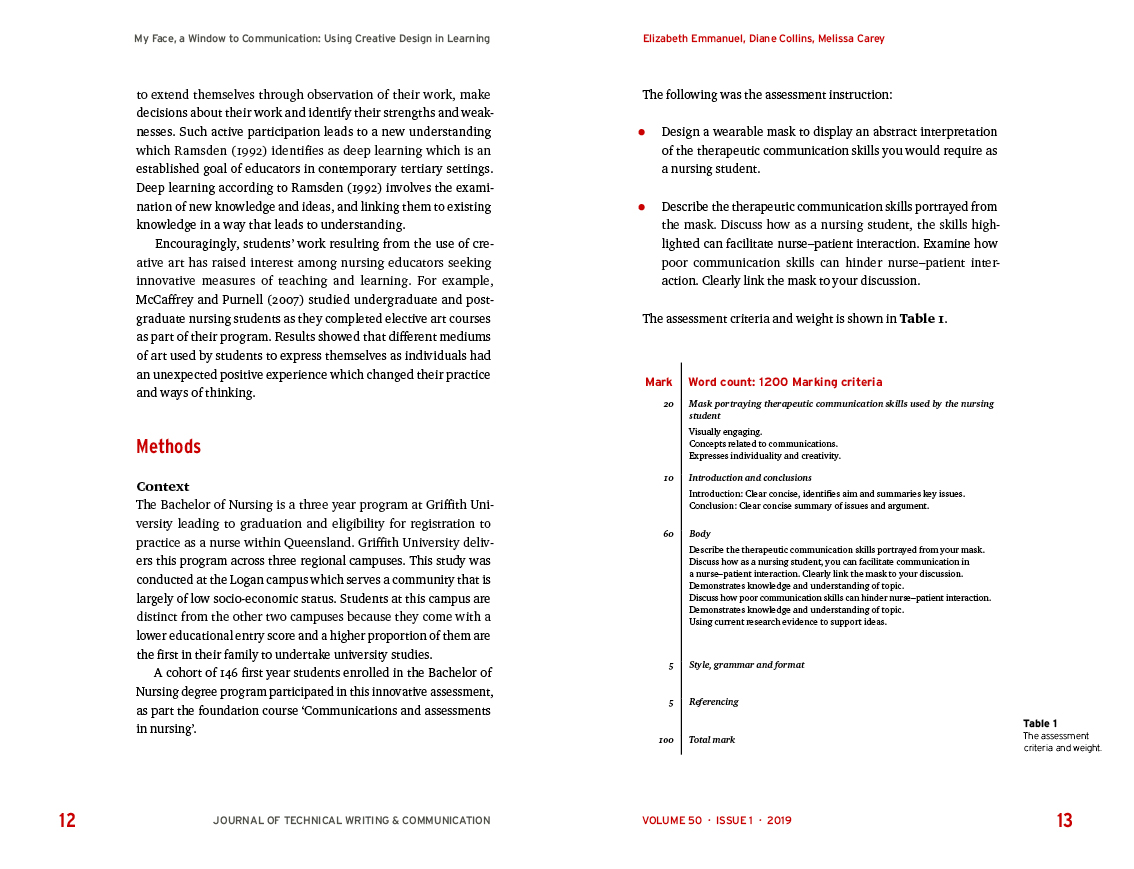 My Face, a Window to Communication: Using Creative Design in Learning
to extend themselves through observation of their work, make
decisions about their work and identify their strengths and weak-
nesses. Such active participation leads to a new understanding
which Ramsden (1992) identifies as deep learning which is an
established goal of educators in contemporary tertiary settings.
Deep learning according to Ramsden (1992) involves the exami-
nation of new knowledge and ideas, and linking them to existing
knowledge in a way that leads to understanding.
Encouragingly, students’ work resulting from the use of cre-
ative art has raised interest among nursing educators seeking
innovative measures of teaching and learning. For example,
McCaffrey and Purnell (2007) studied undergraduate and post-
graduate nursing students as they completed elective art courses
as part of their program. Results showed that different mediums
of art used by students to express themselves as individuals had
an unexpected positive experience which changed their practice
and ways of thinking.
Methods
Context
The Bachelor of Nursing is a three year program at Griffith Uni-
versity leading to graduation and eligibility for registration to
practice as a nurse within Queensland. Griffith University deliv-
ers this program across three regional campuses. This study was
conducted at the Logan campus which serves a community that is
largely of low socio-economic status. Students at this campus are
distinct from the other two campuses because they come with a
lower educational entry score and a higher proportion of them are
the first in their family to undertake university studies.
A cohort of 146 first year students enrolled in the Bachelor of
Nursing degree program participated in this innovative assessment,
as part the foundation course ‘Communications and assessments
in nursing’.
12
JOURNAL OF TECHNICAL WRITING & COMMUNICATION
Elizabeth Emmanuel, Diane Collins, Melissa Carey
The following was the assessment instruction:
• Design a wearable mask to display an abstract interpretation
of the therapeutic communication skills you would require as
a nursing student.
• Describe the therapeutic communication skills portrayed from
the mask. Discuss how as a nursing student, the skills high-
lighted can facilitate nurse–patient interaction. Examine how
poor communication skills can hinder nurse–patient inter-
action. Clearly link the mask to your discussion.
The assessment criteria and weight is shown in Table 1.
Mark Word count: 1200 Marking criteria
20 Mask portraying therapeutic communication skills used by the nursing
student
Visually engaging.
Concepts related to communications.
Expresses individuality and creativity.
10 Introduction and conclusions
Introduction: Clear concise, identifies aim and summaries key issues.
Conclusion: Clear concise summary of issues and argument.
60 Body
Describe the therapeutic communication skills portrayed from your mask.
Discuss how as a nursing student, you can facilitate communication in
a nurse–patient interaction. Clearly link the mask to your discussion.
Demonstrates knowledge and understanding of topic.
Discuss how poor communication skills can hinder nurse–patient interaction.
Demonstrates knowledge and understanding of topic.
Using current research evidence to support ideas.
5 Style, grammar and format
5 Referencing
100 Total mark
Table 1
The assessment
criteria and weight.
VOLUME 50 · ISSUE 1 · 2019
13